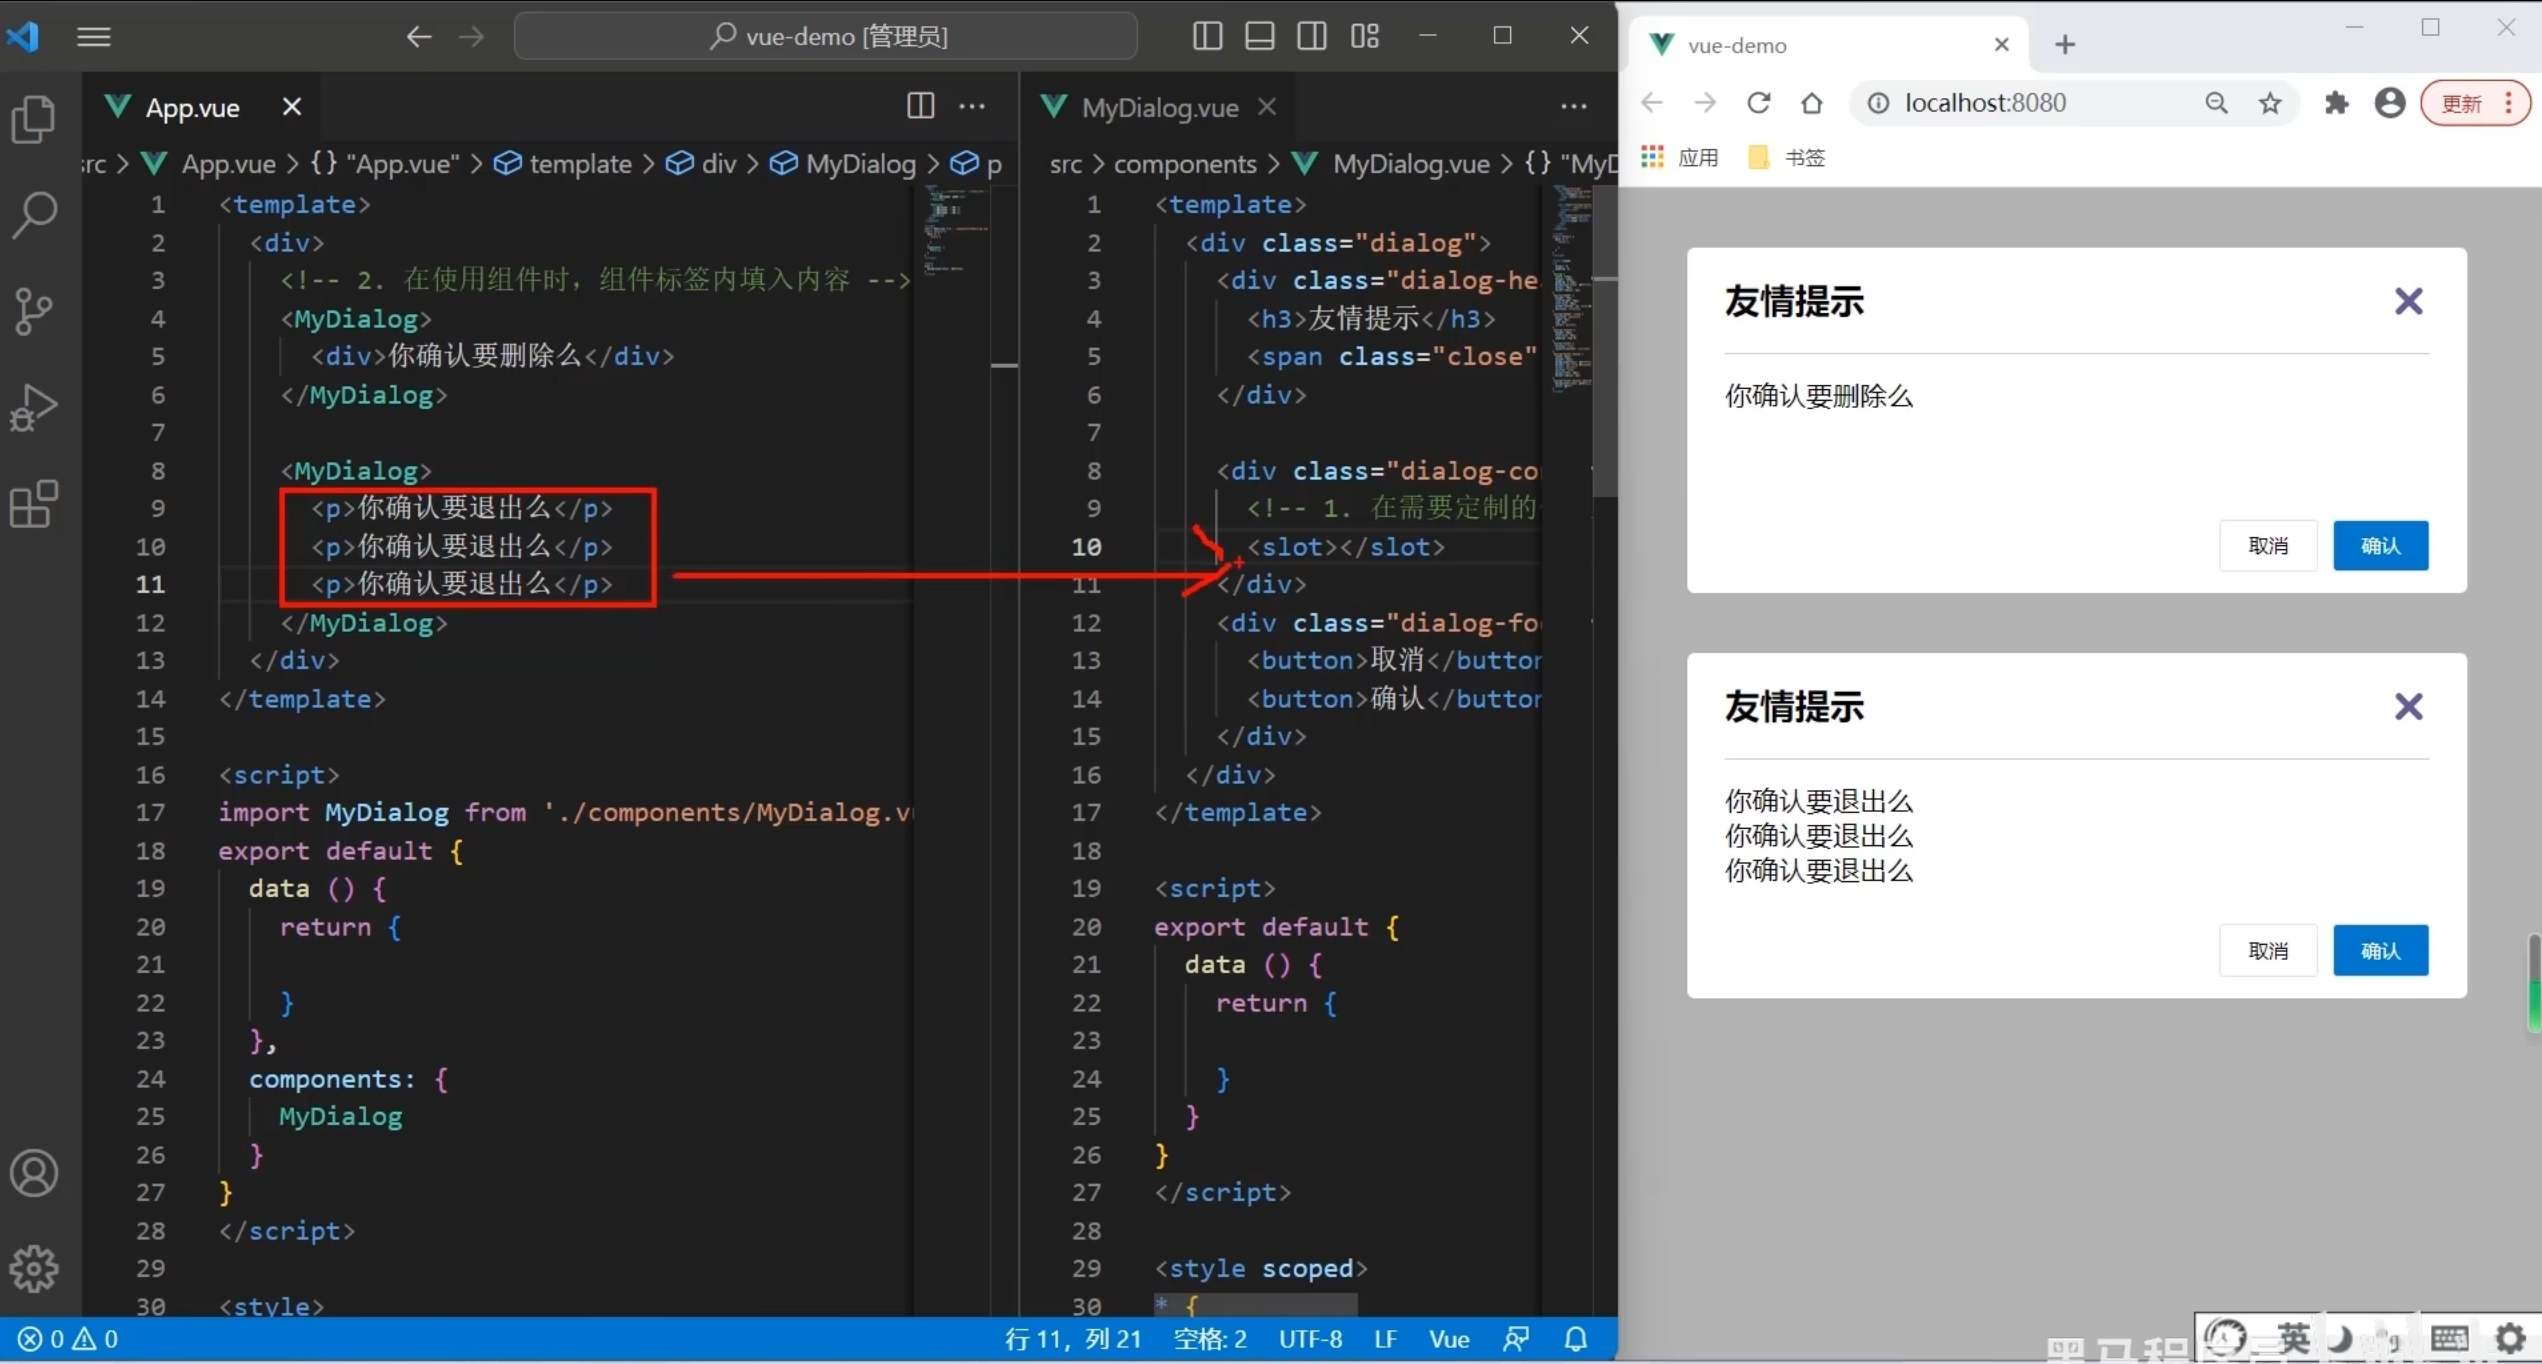 vue-demo [管理员]
App.vue
rc > App.vue > {} "App.vue" > template > div > MyDialog > p
1 <template>
2 <div>
3 <!-- 2. 在使用组件时，组件标签内填入内容 -->
4 <MyDialog>
5 <div>你确认要删除么</div>
6 </MyDialog>
7
8 <MyDialog>
9 <p>你确认要退出么</p>
10 <p>你确认要退出么</p>
11 <p>你确认要退出么</p>
12 </MyDialog>
13 </div>
14 </template>
15
16 <script>
17 import MyDialog from './components/MyDialog.v
18 export default {
19 data () {
20 return {
21
22 }
23 },
24 components: {
25 MyDialog
26 }
27 }
28 </script>
29
30 <style>
MyDialog.vue
src > components > MyDialog.vue > {} "MyD
1 <template>
2 <div class="dialog">
3 <div class="dialog-he
4 <h3>友情提示</h3>
5 <span class="close"
6 </div>
7
8 <div class="dialog-co
9 <!-- 1. 在需要定制的
10 <slot></slot>
11 </div>
12 <div class="dialog-fo
13 <button>取消</button
14 <button>确认</button
15 </div>
16 </div>
17 </template>
18
19 <script>
20 export default {
21 data () {
22 return {
23
24 }
25 }
26 }
27 </script>
28
29 <style scoped>
30 * {
0 0
行 11，列 21 空格: 2 UTF-8 LF Vue
vue-demo
localhost:8080
更新
应用 书签
友情提示
你确认要删除么
取消 确认
友情提示
你确认要退出么
你确认要退出么
你确认要退出么
取消 确认
英
黑马程